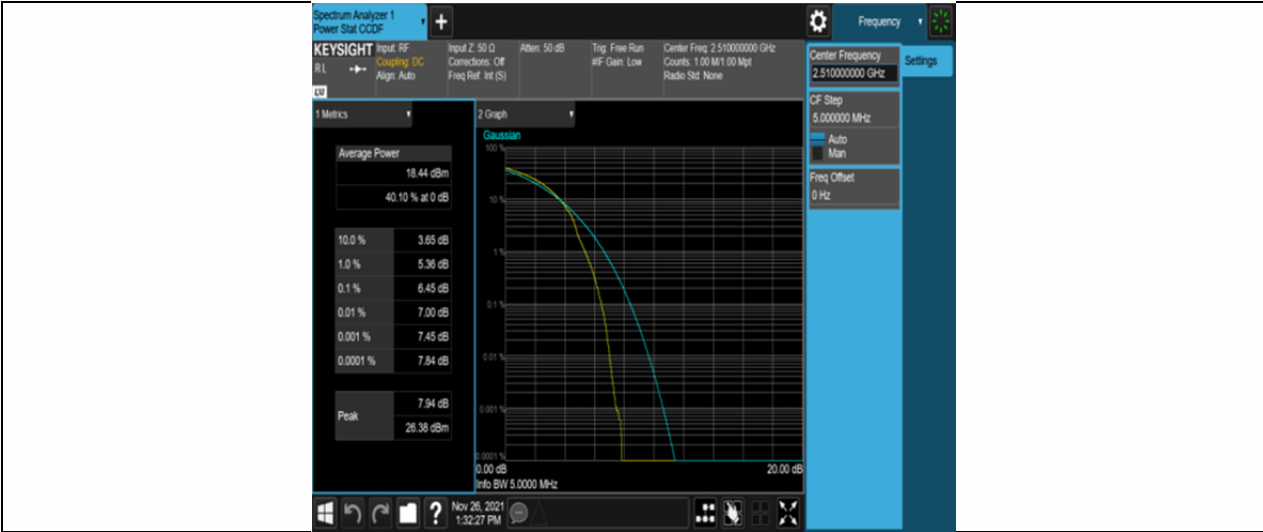 Spectrum Analyzer 1
Power Stat CCDF
+
Frequency
KEYSIGHT
RL
LV
Input: RF
Coupling: DC
Align: Auto
Input Z: 50 Ω
Corrections: Off
Freq Ref: Int (S)
Atten: 50 dB
Trig: Free Run
#IF Gain: Low
Center Freq: 2.510000000 GHz
Counts: 1.00 M/1.00 Mpt
Radio Std: None
Center Frequency
2.510000000 GHz
Settings
CF Step
5.000000 MHz
Auto
Man
Freq Offset
0 Hz
1 Metrics
Average Power
18.44 dBm
40.10 % at 0 dB
10.0 % 3.65 dB
1.0 % 5.36 dB
0.1 % 6.45 dB
0.01 % 7.00 dB
0.001 % 7.45 dB
0.0001 % 7.84 dB
Peak
7.94 dB
26.38 dBm
2 Graph
Gaussian
100 %
10 %
1 %
0.1 %
0.01 %
0.001 %
0.0001 %
0.00 dB 20.00 dB
Info BW 5.0000 MHz
?
Nov 26, 2021
1:32:27 PM